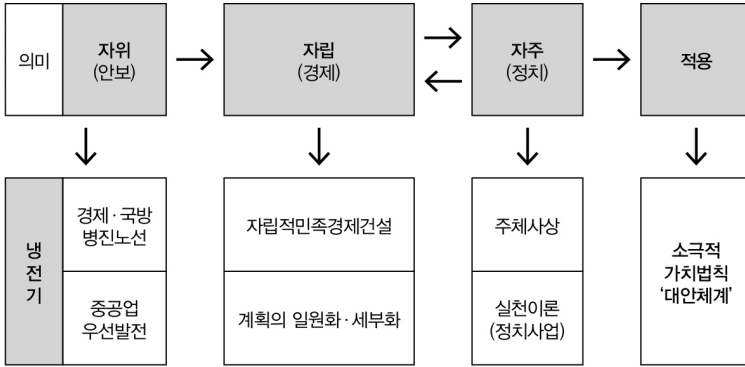 의미
자위
(안보)
자립
(경제)
자주
(정치)
적용
냉
전
기
경제·국방
병진노선
자립적민족경제건설
주체사상
소극적
가치법칙
‘대안체계’
중공업
우선발전
계획의 일원화·세부화
실천이론
(정치사업)